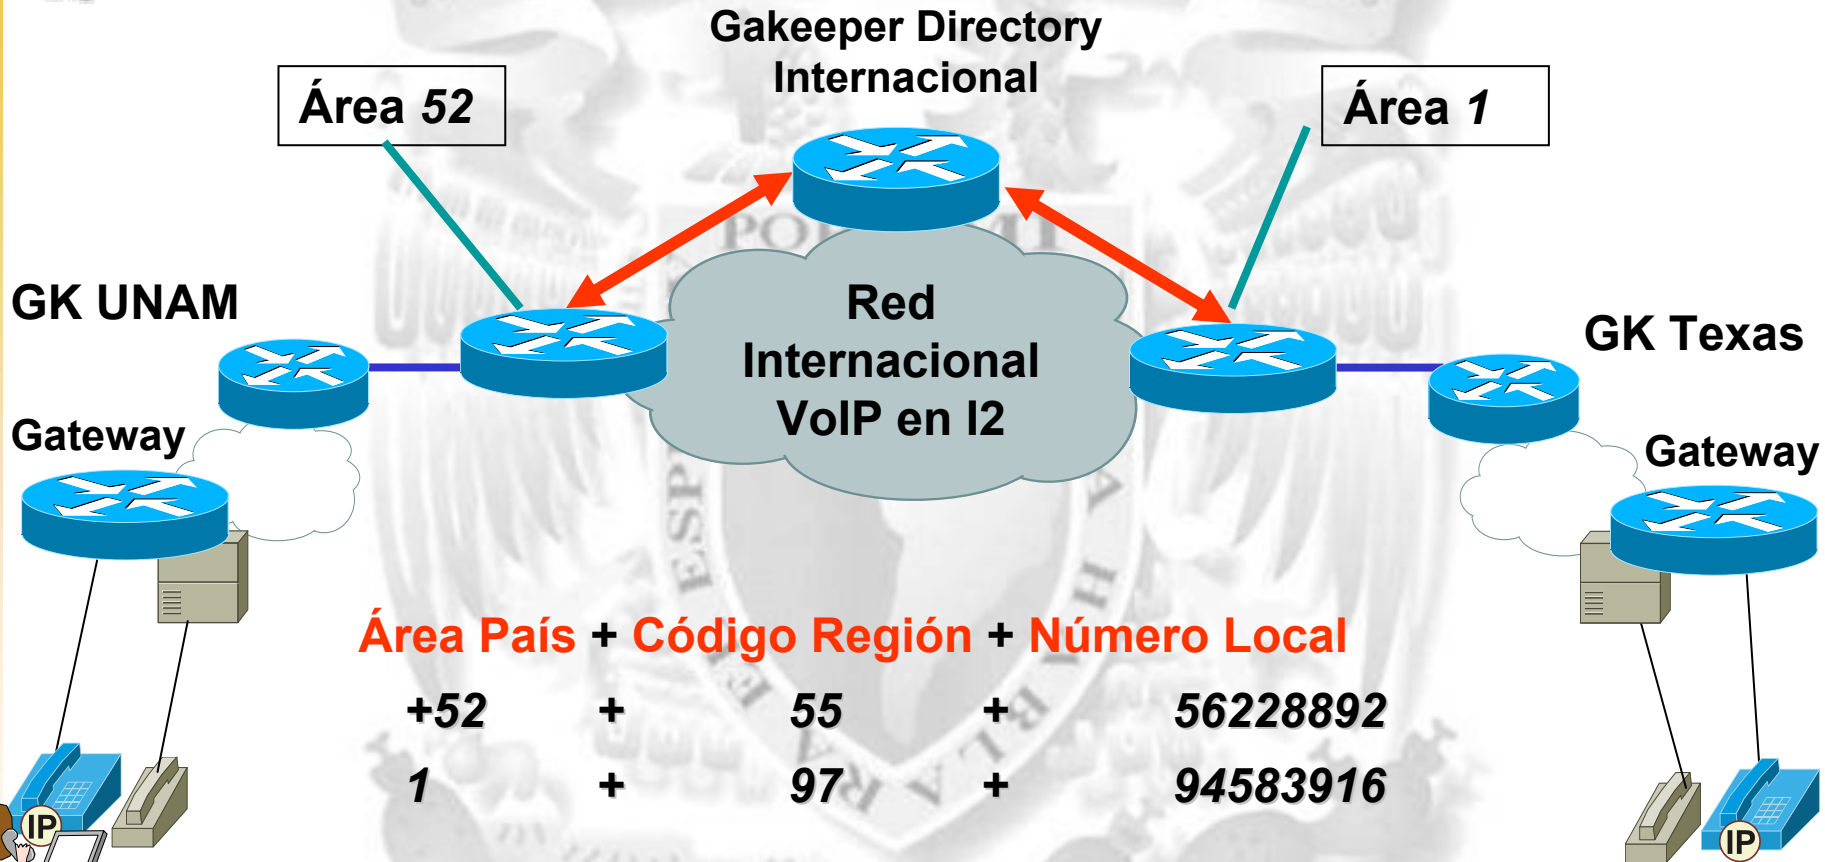 Gakeeper Directory
Internacional
Área 52
Área 1
GK UNAM
Red
Internacional
VoIP en I2
GK Texas
Gateway
Gateway
Área País + Código Región + Número Local
+52 + 55 + 56228892
1 + 97 + 94583916
IP
IP